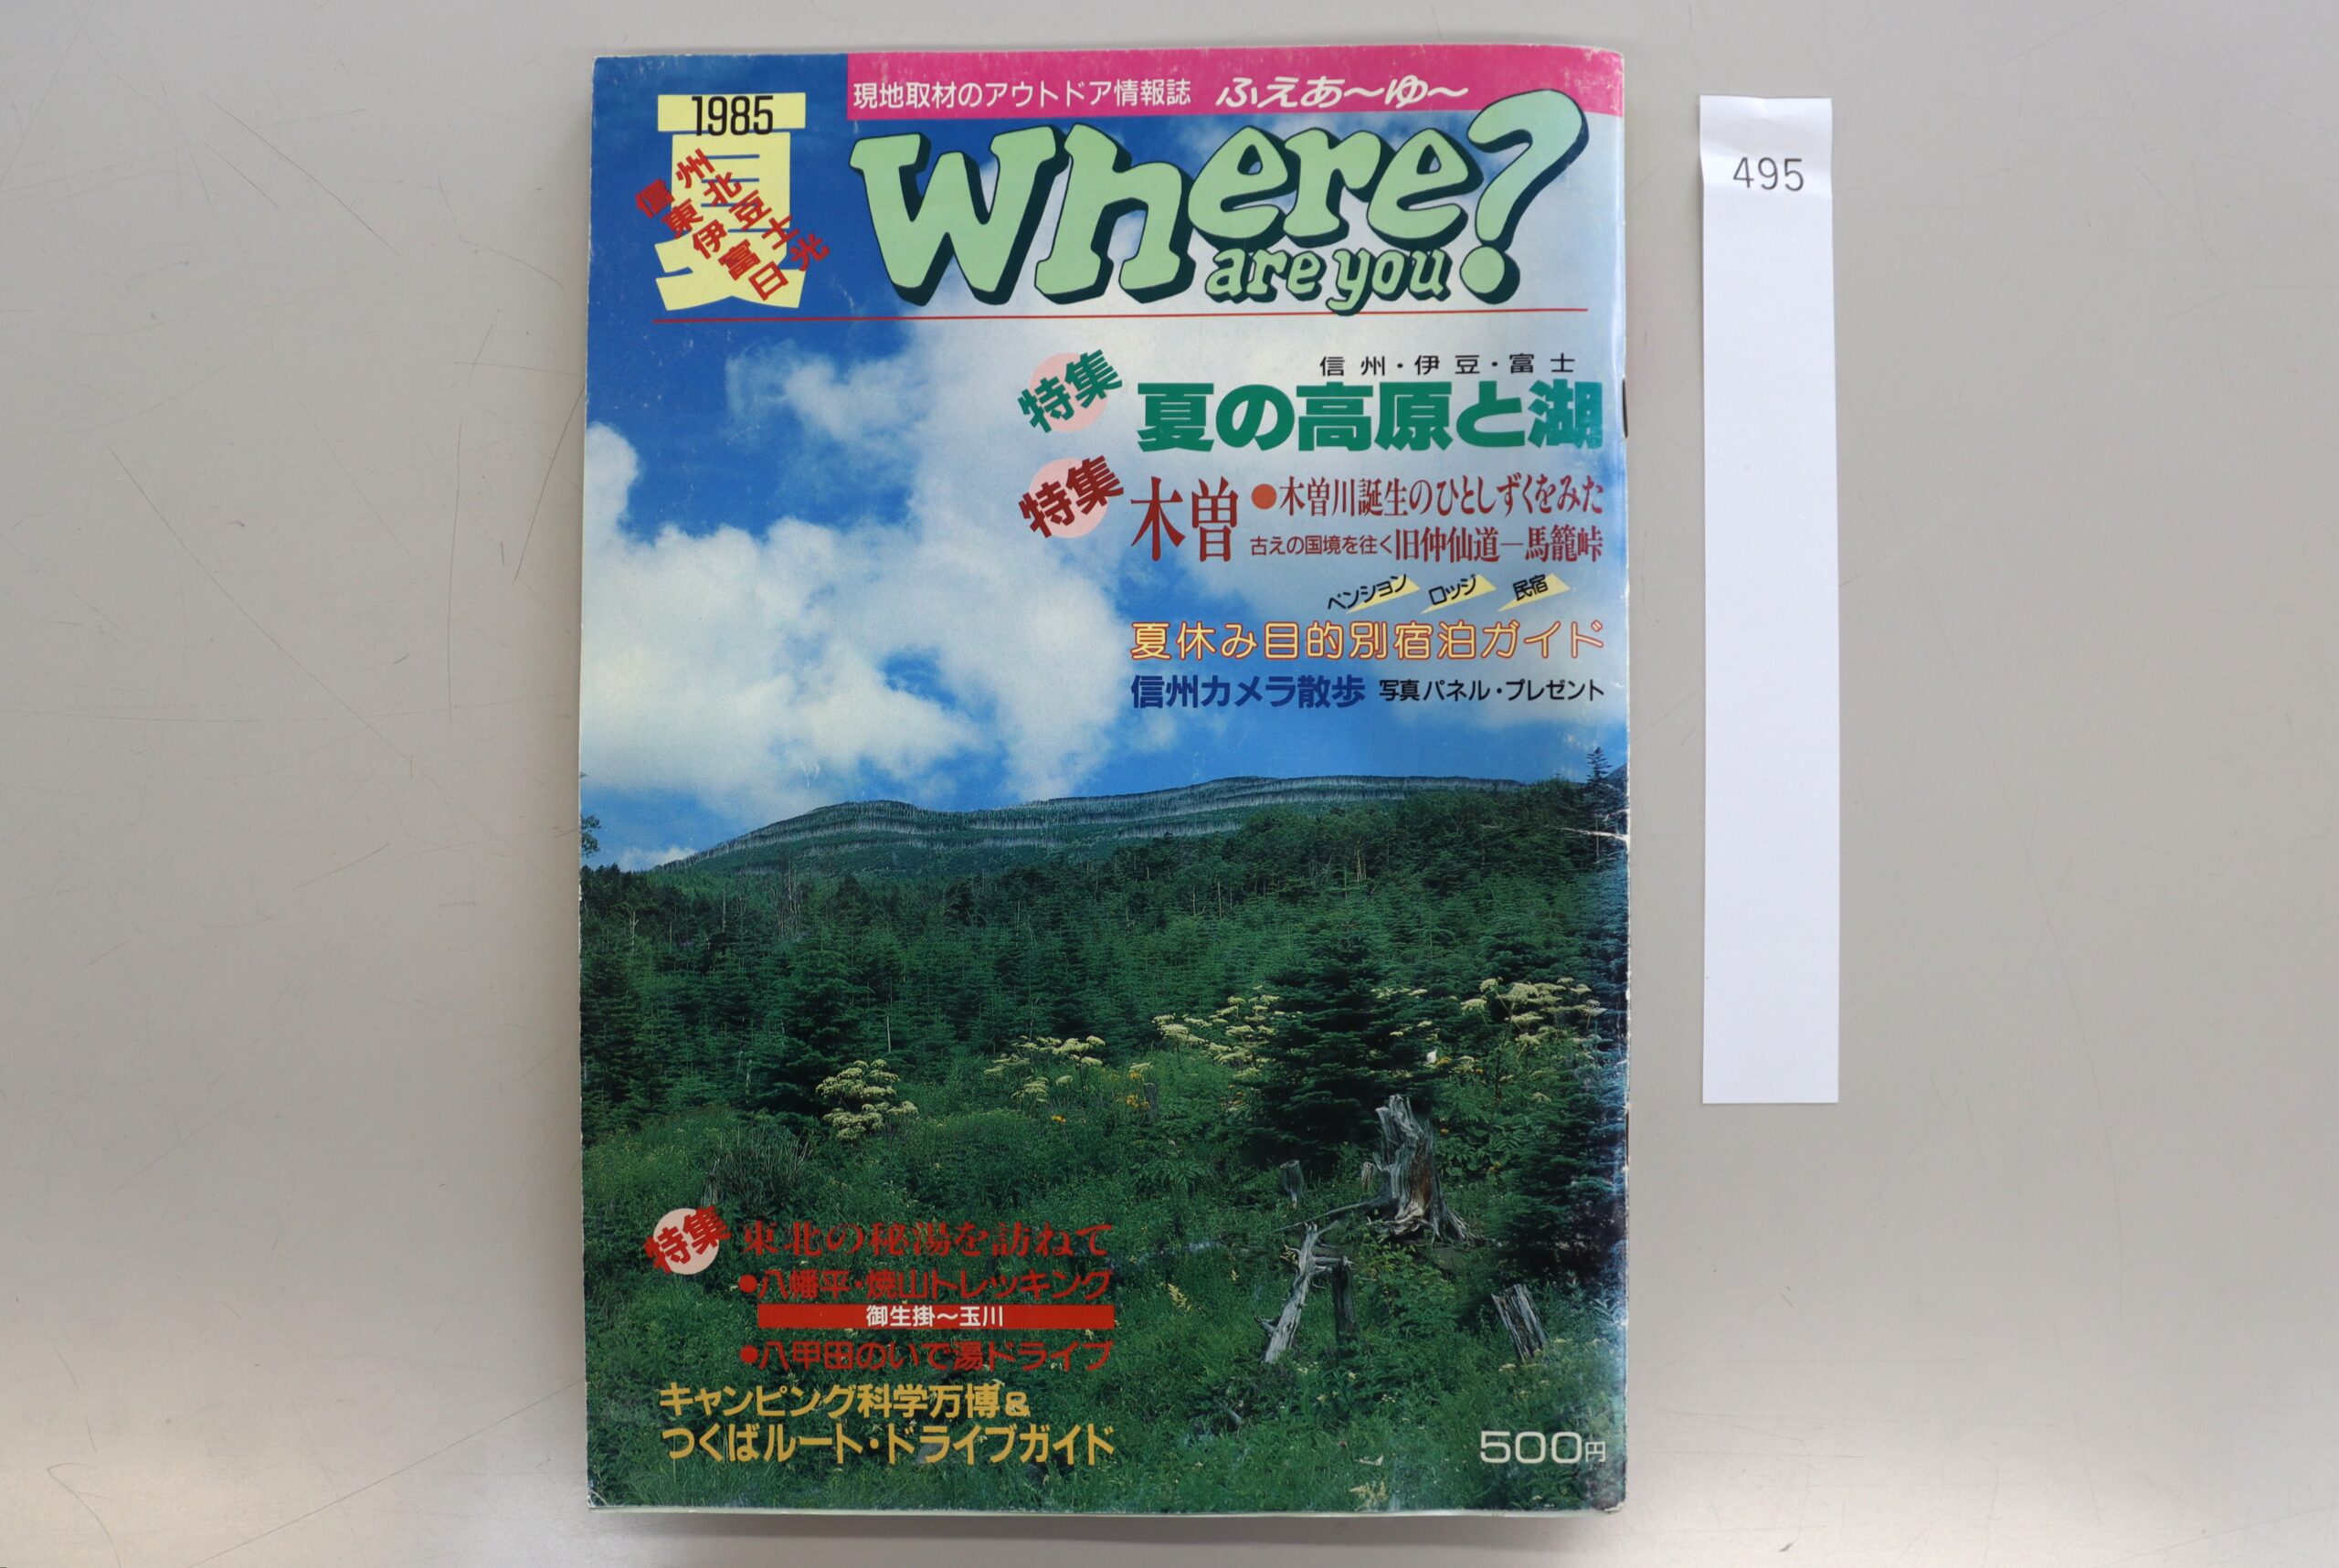 現地取材のアウトドア情報誌 ふえあ〜ゆ〜
1985
夏
信州
東北
伊豆
富士
日光
Where?
are you
495
信州・伊豆・富士
特集 夏の高原と湖
特集 木曽 ●木曽川誕生のひとしずくをみた
古えの国境を往く旧仲仙道―馬籠峠
ペンション ロッジ 民宿
夏休み目的別宿泊ガイド
信州カメラ散歩 写真パネル・プレゼント
特集 東北の秘湯を訪ねて
●八幡平・焼山トレッキング
御生掛〜玉川
●八甲田のいで湯ドライブ
キャンピング科学万博&
つくばルート・ドライブガイド
500円